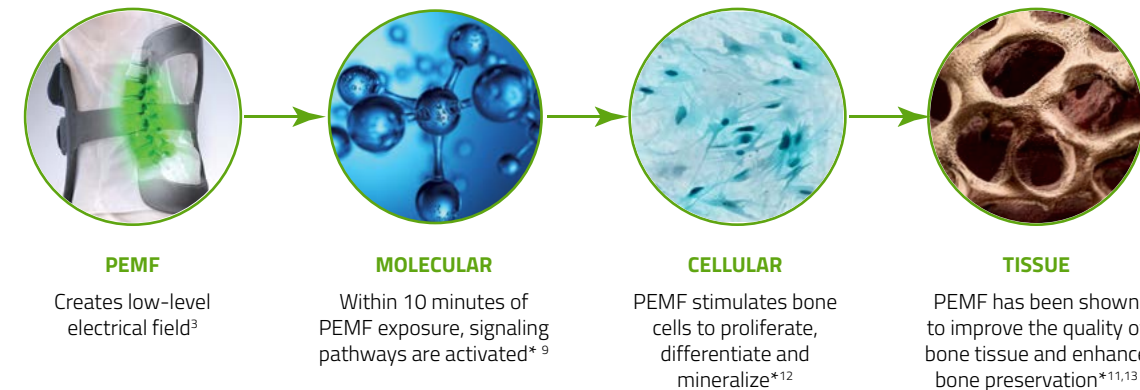 PEMF
Creates low-level
electrical field³
MOLECULAR
Within 10 minutes of
PEMF exposure, signaling
pathways are activated* ⁹
CELLULAR
PEMF stimulates bone
cells to proliferate,
differentiate and
mineralize*¹²
TISSUE
PEMF has been shown
to improve the quality
bone tissue and
bone preservation*¹¹,¹³